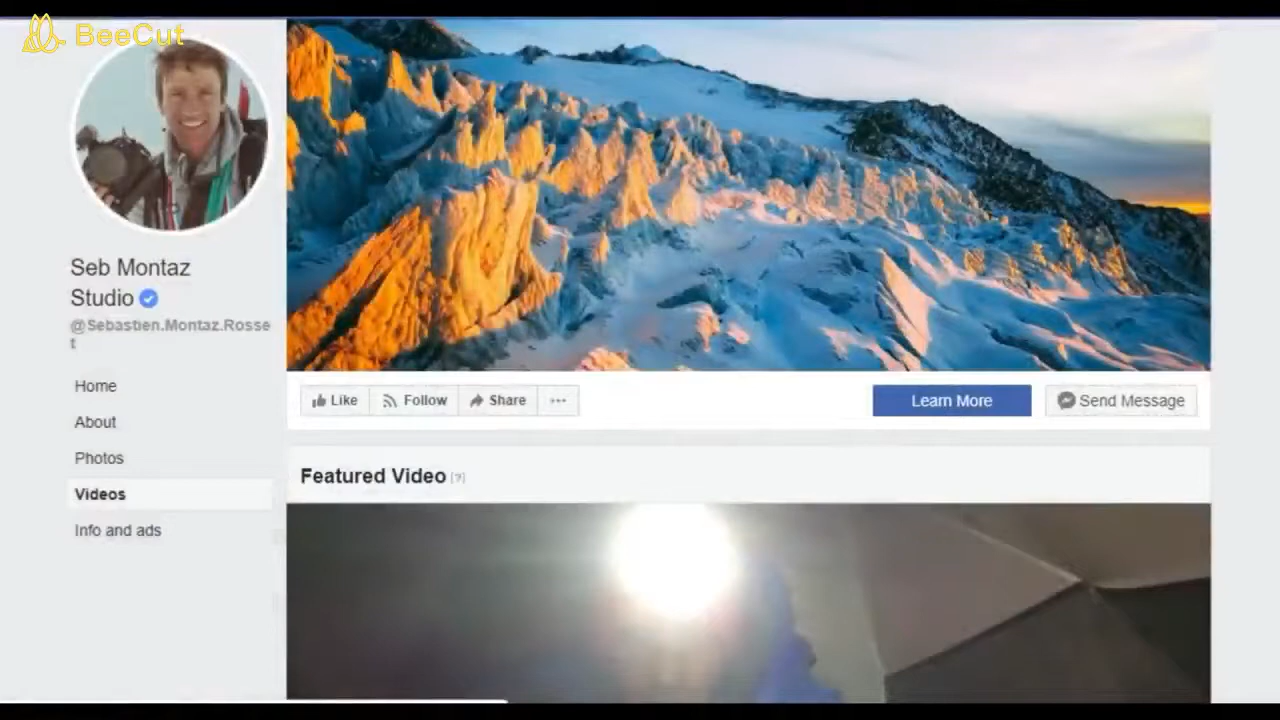 BeeCut
Seb Montaz
Studio
@Sebastien.Montaz.Rosse
t
Home
About
Photos
Videos
Info and ads
Like
Follow
Share
...
Learn More
Send Message
Featured Video [?]